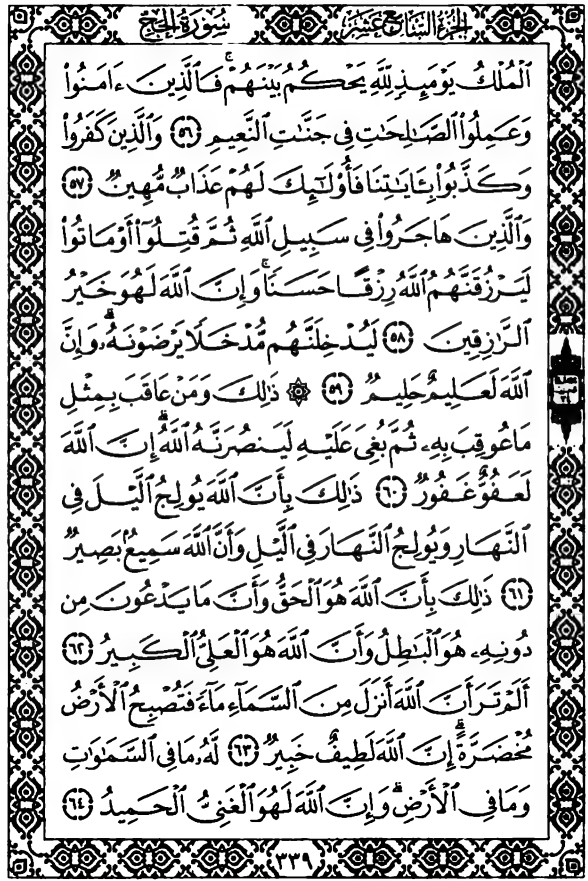 الجزء السابع عشر سورة الحج
ٱلْمُلْكُ يَوْمَئِذٍ لِّلَّهِ يَحْكُمُ بَيْنَهُمْ ۚ فَٱلَّذِينَ ءَامَنُوا۟
وَعَمِلُوا۟ ٱلصَّـٰلِحَـٰتِ فِى جَنَّـٰتِ ٱلنَّعِيمِ ﴿٥٦﴾ وَٱلَّذِينَ كَفَرُوا۟
وَكَذَّبُوا۟ بِـَٔايَـٰتِنَا فَأُو۟لَـٰٓئِكَ لَهُمْ عَذَابٌ مُّهِينٌ ﴿٥٧﴾
وَٱلَّذِينَ هَاجَرُوا۟ فِى سَبِيلِ ٱللَّهِ ثُمَّ قُتِلُوٓا۟ أَوْ مَاتُوا۟
لَيَرْزُقَنَّهُمُ ٱللَّهُ رِزْقًا حَسَنًا ۚ وَإِنَّ ٱللَّهَ لَهُوَ خَيْرُ
ٱلرَّٰزِقِينَ ﴿٥٨﴾ لَيُدْخِلَنَّهُم مُّدْخَلًا يَرْضَوْنَهُۥ ۗ وَإِنَّ
ٱللَّهَ لَعَلِيمٌ حَلِيمٌ ﴿٥٩﴾ ۞ ذَٰلِكَ وَمَنْ عَاقَبَ بِمِثْلِ
مَا عُوقِبَ بِهِۦ ثُمَّ بُغِىَ عَلَيْهِ لَيَنصُرَنَّهُ ٱللَّهُ ۗ إِنَّ ٱللَّهَ
لَعَفُوٌّ غَفُورٌ ﴿٦٠﴾ ذَٰلِكَ بِأَنَّ ٱللَّهَ يُولِجُ ٱلَّيْلَ فِى
ٱلنَّهَارِ وَيُولِجُ ٱلنَّهَارَ فِى ٱلَّيْلِ وَأَنَّ ٱللَّهَ سَمِيعٌۢ بَصِيرٌ
﴿٦١﴾ ذَٰلِكَ بِأَنَّ ٱللَّهَ هُوَ ٱلْحَقُّ وَأَنَّ مَا يَدْعُونَ مِن
دُونِهِۦ هُوَ ٱلْبَـٰطِلُ وَأَنَّ ٱللَّهَ هُوَ ٱلْعَلِىُّ ٱلْكَبِيرُ ﴿٦٢﴾
أَلَمْ تَرَ أَنَّ ٱللَّهَ أَنزَلَ مِنَ ٱلسَّمَآءِ مَآءً فَتُصْبِحُ ٱلْأَرْضُ
مُخْضَرَّةً ۗ إِنَّ ٱللَّهَ لَطِيفٌ خَبِيرٌ ﴿٦٣﴾ لَّهُۥ مَا فِى ٱلسَّمَـٰوَٰتِ
وَمَا فِى ٱلْأَرْضِ ۗ وَإِنَّ ٱللَّهَ لَهُوَ ٱلْغَنِىُّ ٱلْحَمِيدُ ﴿٦٤﴾
٣٣٩